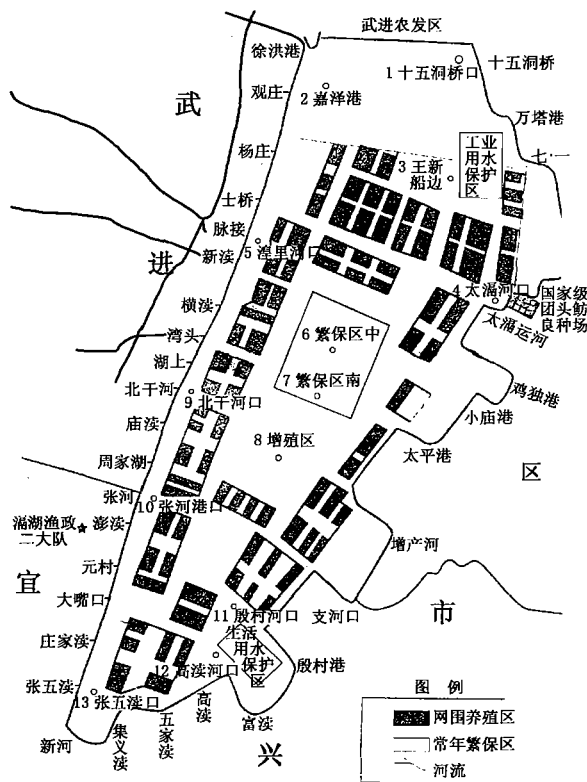 武进农发区
徐洪港
十五洞桥
1 十五洞桥口
观庄
2 嘉泽港
武
万塔港
工业
用水
保护
区
七一
杨庄
3 王新
船边
士桥
脉接
5 湟里河口
新渎
进
4 太滆河口
国家级
团头鲂
良种场
太滆运河
横渎
湾头
6 繁保区中
湖上
北干河
7 繁保区南
鸡独港
9 北干河口
小庙港
庙渎
8 增殖区
太平港
区
周家湖
张河
10 张河港口
滆湖渔政
二大队
澎渎
增产河
元村
宜
大嘴口
市
11 殷村河口
支河口
生活
用水
保护
区
庄家渎
12 高渎河口
殷村港
张五渎
13 张五渎口
高渎
富渎
五家渎
集义渎
新河
兴
图 例
网围养殖区
常年繁保区
河流